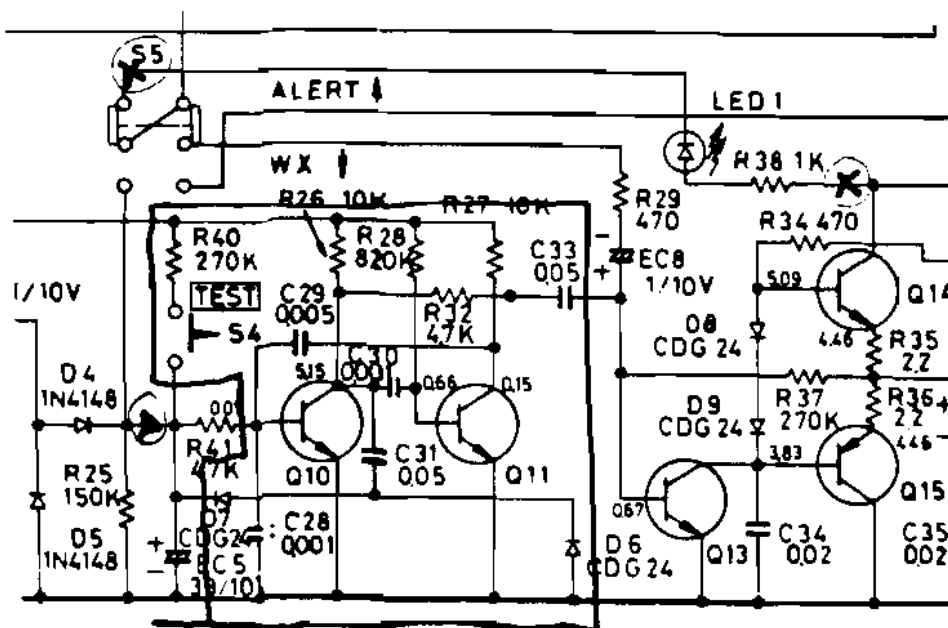 S5
ALERT
LED 1
WX
R38 1K
R26 10K
R27 10K
R29
470
R34 470
R40
270K
R28
820K
C33
0.05
EC8
1/10V
5.09
Q14
1/10V
TEST
C29
0.005
S4
R32
4.7K
D8
CDG 24
4.46
R35
2.2
C30
0.001
5.15
0.66
0.15
D4
1N4148
R37
270K
R36
2.2
D9
CDG 24
4.46
R41
47K
3.83
R25
150K
Q10
C31
0.05
Q11
0.67
Q15
D7
CDG24
C28
0.001
D5
1N4148
D6
CDG 24
Q13
C34
0.02
C35
0.02
EC5